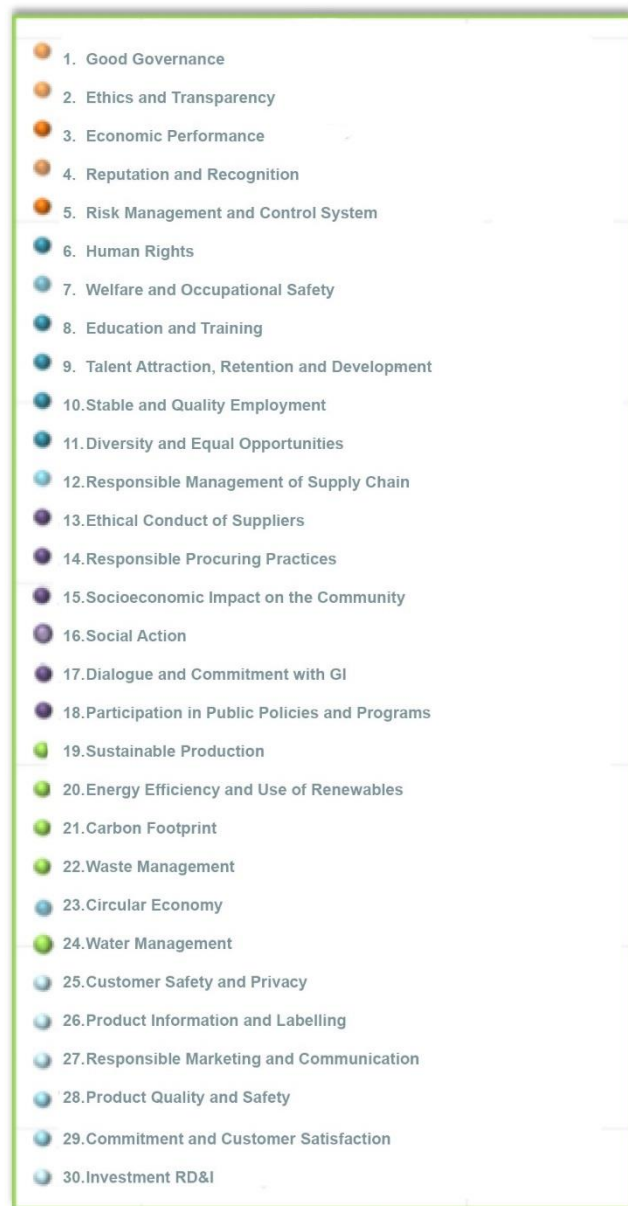 1. Good Governance
2. Ethics and Transparency
3. Economic Performance
4. Reputation and Recognition
5. Risk Management and Control System
6. Human Rights
7. Welfare and Occupational Safety
8. Education and Training
9. Talent Attraction, Retention and Development
10.Stable and Quality Employment
11.Diversity and Equal Opportunities
12.Responsible Management of Supply Chain
13.Ethical Conduct of Suppliers
14.Responsible Procuring Practices
15.Socioeconomic Impact on the Community
16.Social Action
17.Dialogue and Commitment with GI
18.Participation in Public Policies and Programs
19.Sustainable Production
20.Energy Efficiency and Use of Renewables
21.Carbon Footprint
22.Waste Management
23.Circular Economy
24.Water Management
25.Customer Safety and Privacy
26.Product Information and Labelling
27.Responsible Marketing and Communication
28.Product Quality and Safety
29.Commitment and Customer Satisfaction
30.Investment RD&I